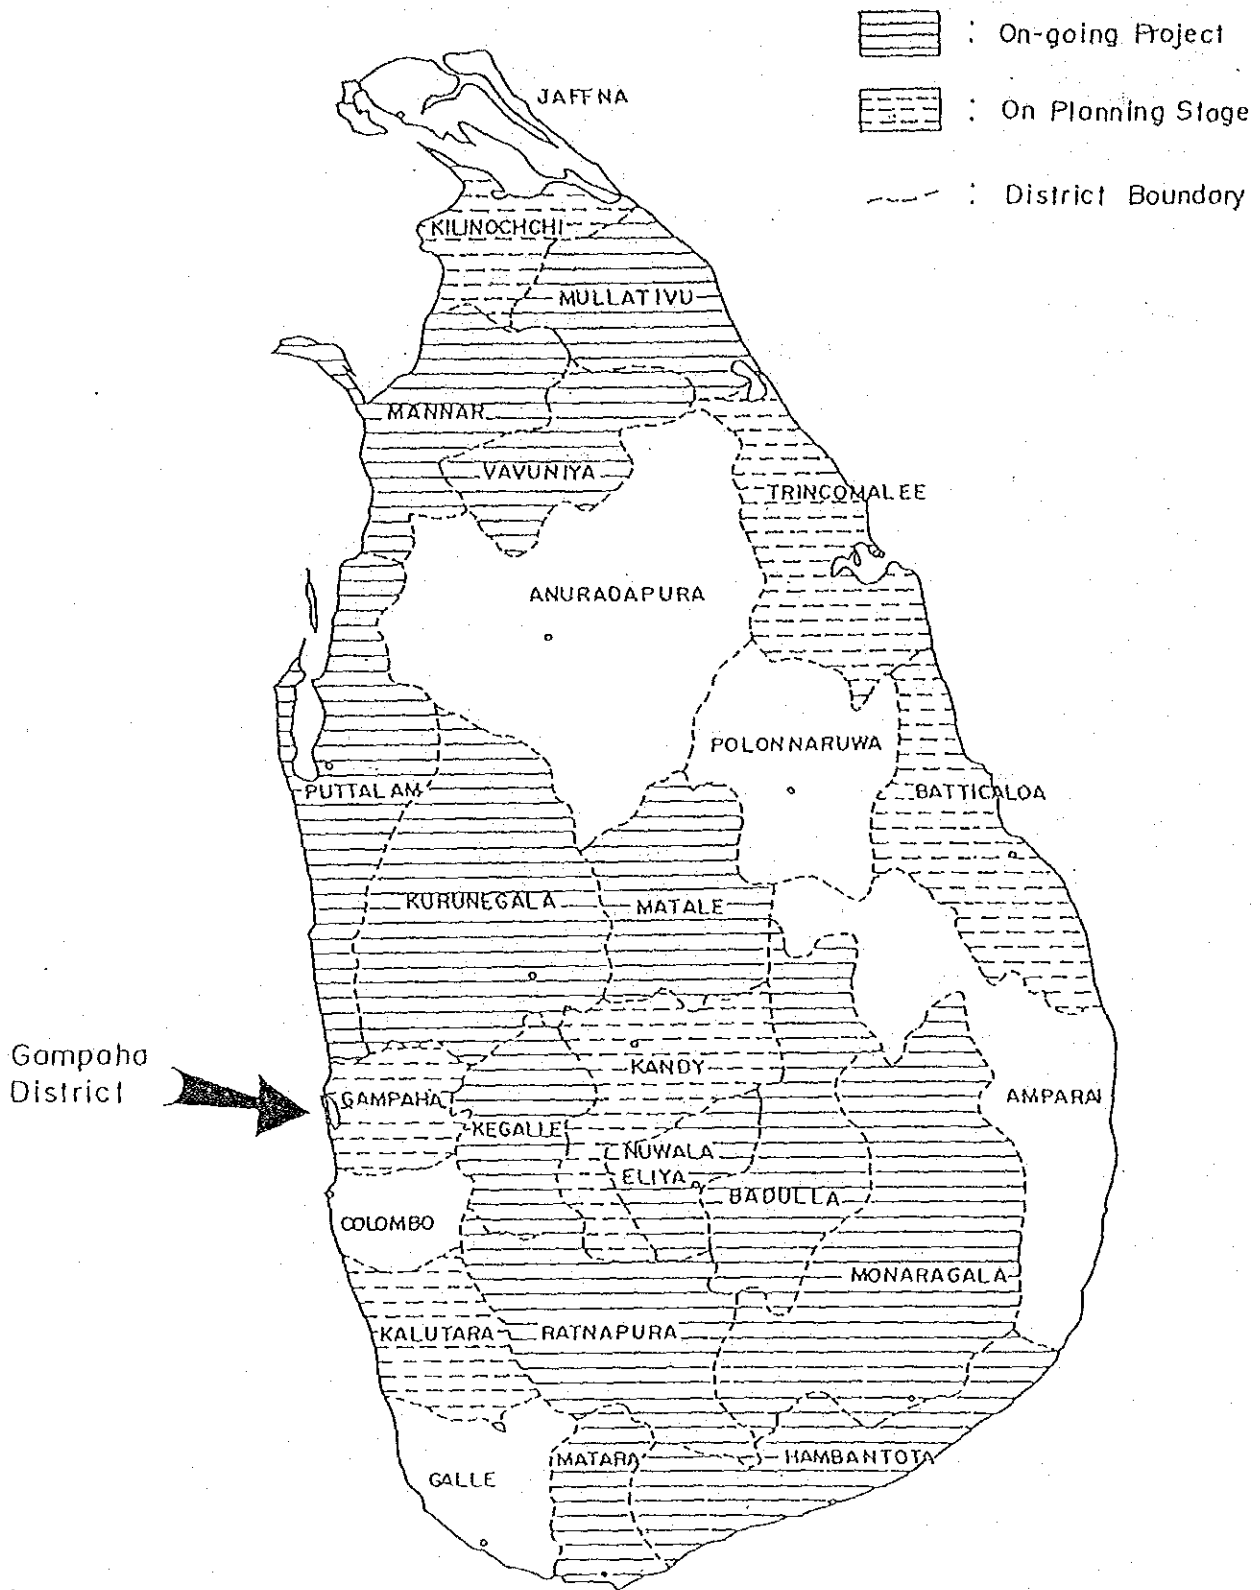 : On-going Project
: On Planning Stage
: District Boundary
JAFFNA
KILINOCHCHI
MULLATIVU
MANNAR
VAVUNIYA
TRINCOMALEE
ANURADAPURA
POLONNARUWA
PUTTALAM
BATTICALOA
KURUNEGALA
MATALE
Gampaha
District
KANDY
GAMPAHA
AMPARAI
KEGALLE
NUWALA
ELIYA
BADULLA
COLOMBO
MONARAGALA
KALUTARA
RATNAPURA
MATARA
HAMBANTOTA
GALLE